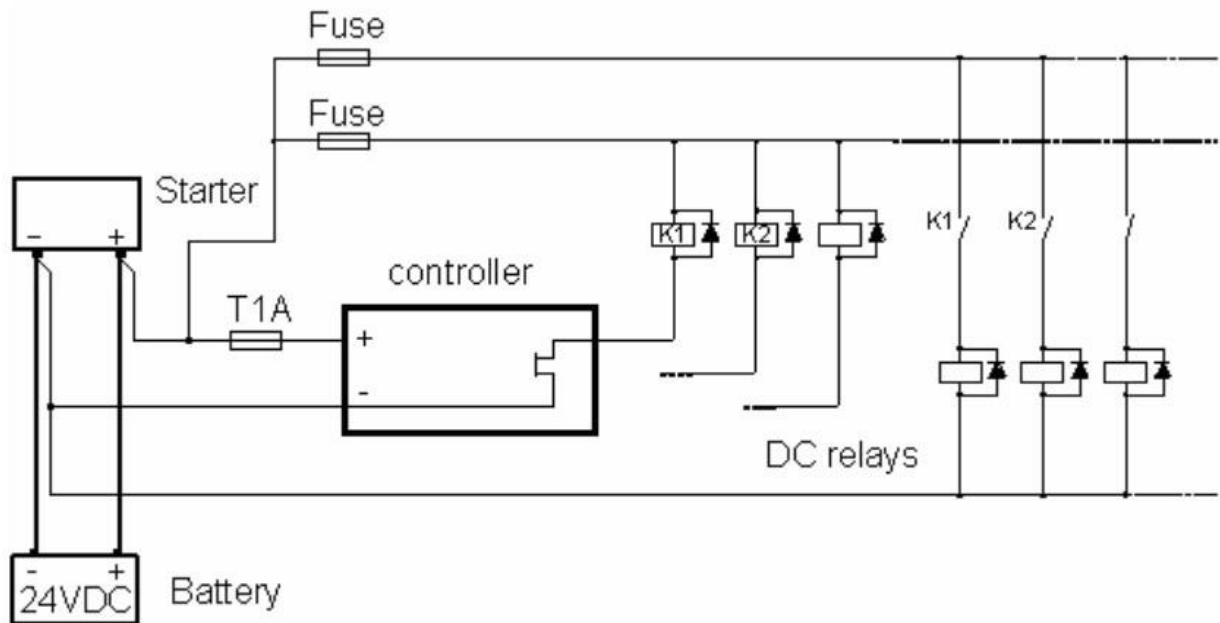 Fuse
Fuse
Starter
- +
K1 K2
K1 K2
controller
T1A
+
-
DC relays
- +
24VDC
Battery